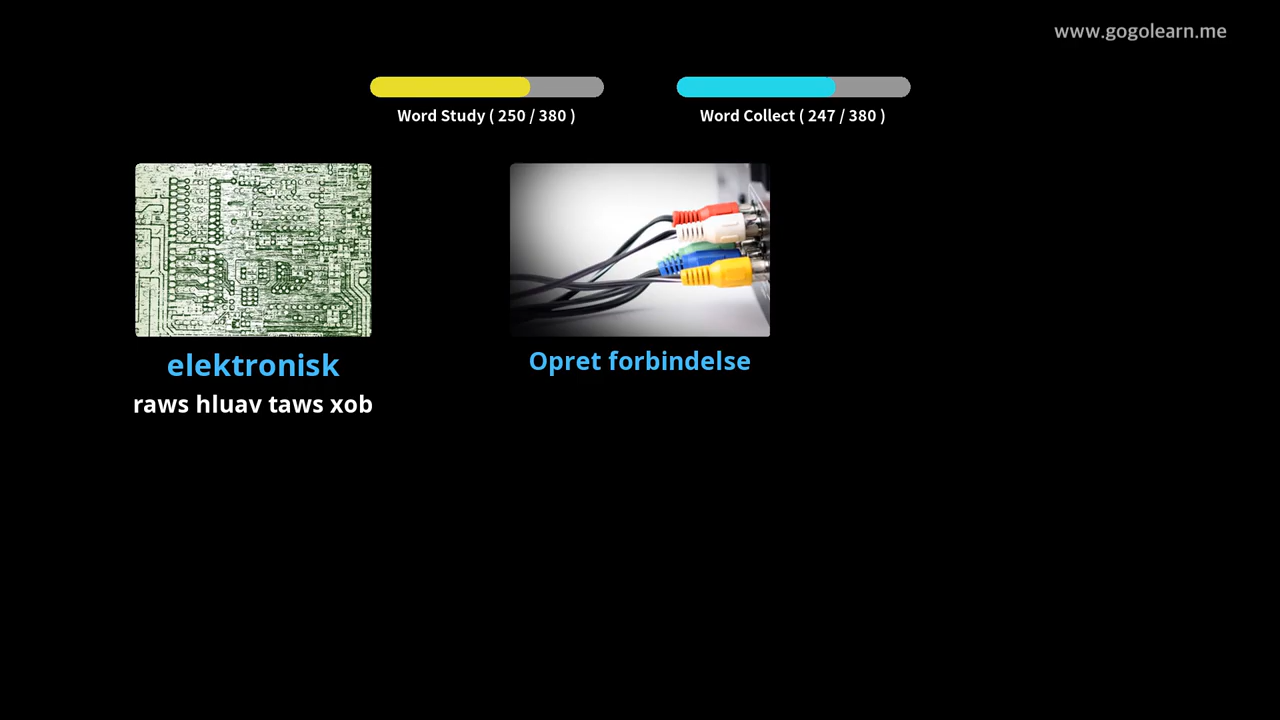 www.gogolearn.me
Word Study ( 250 / 380 )
Word Collect ( 247 / 380 )
elektronisk
raws hluav taws xob
Opret forbindelse